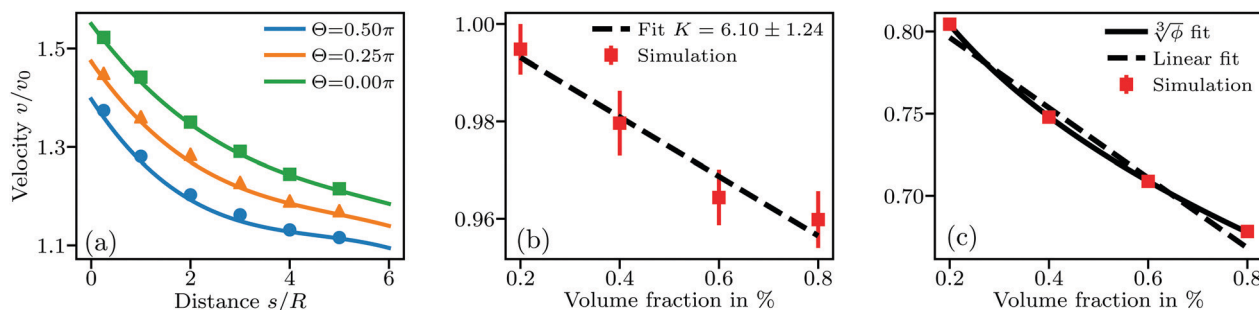 Velocity v/v₀
1.5
1.3
1.1
Θ=0.50π
Θ=0.25π
Θ=0.00π
(a)
0 2 4 6
Distance s/R
1.00
0.98
0.96
Fit K = 6.10 ± 1.24
Simulation
(b)
0.2 0.4 0.6 0.8
Volume fraction in %
0.80
0.75
0.70
∛ϕ fit
Linear fit
Simulation
(c)
0.2 0.4 0.6 0.8
Volume fraction in %